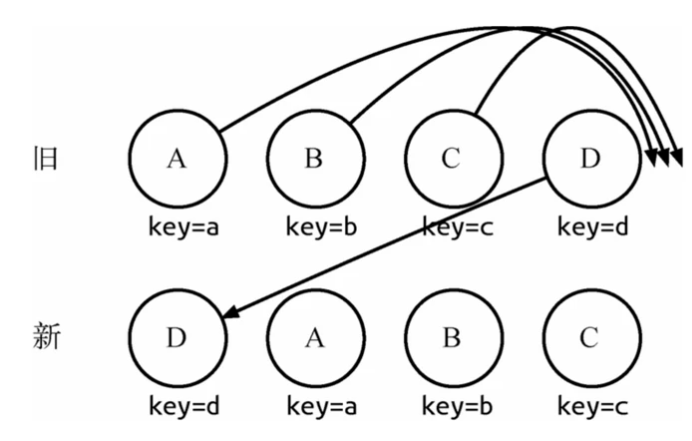 旧 A B C D
key=a key=b key=c key=d
新 D A B C
key=d key=a key=b key=c